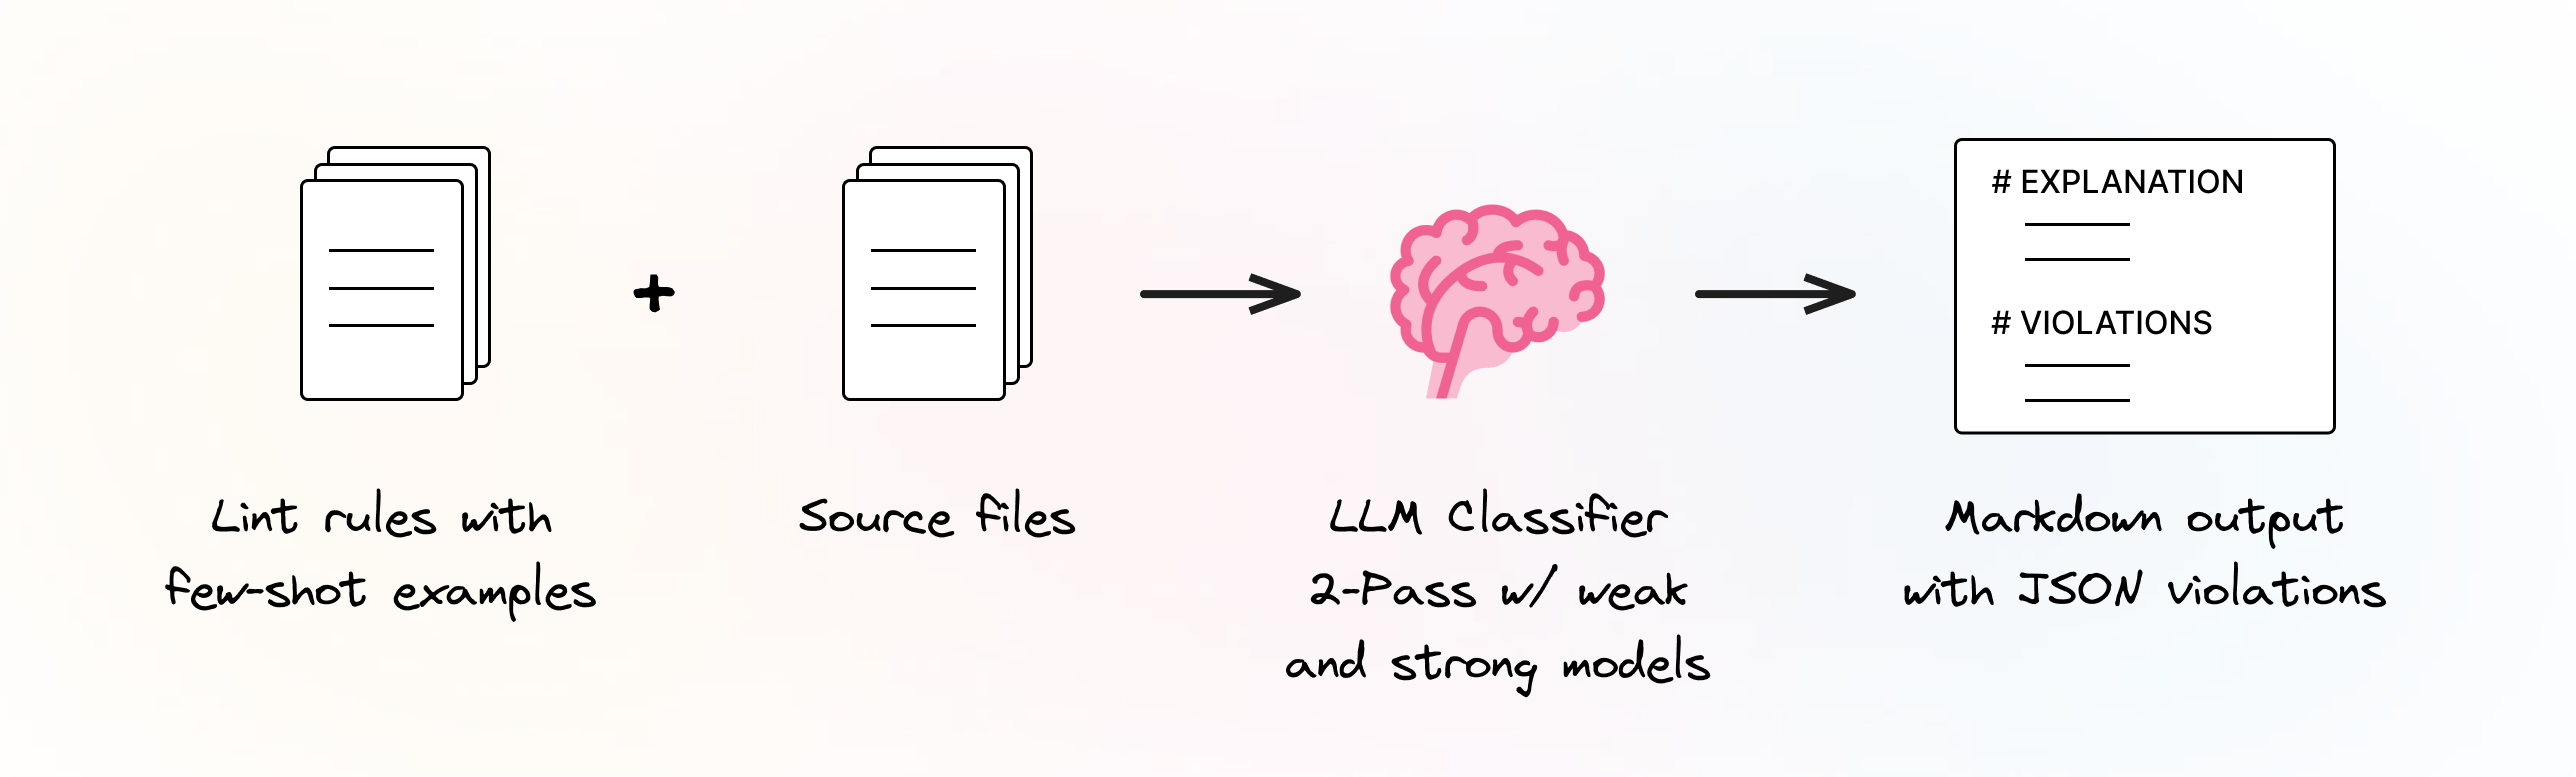 # EXPLANATION
# VIOLATIONS
+
Lint rules with
few-shot examples
Source files
LLM Classifier
2-Pass w/ weak
and strong models
Markdown output
with JSON violations